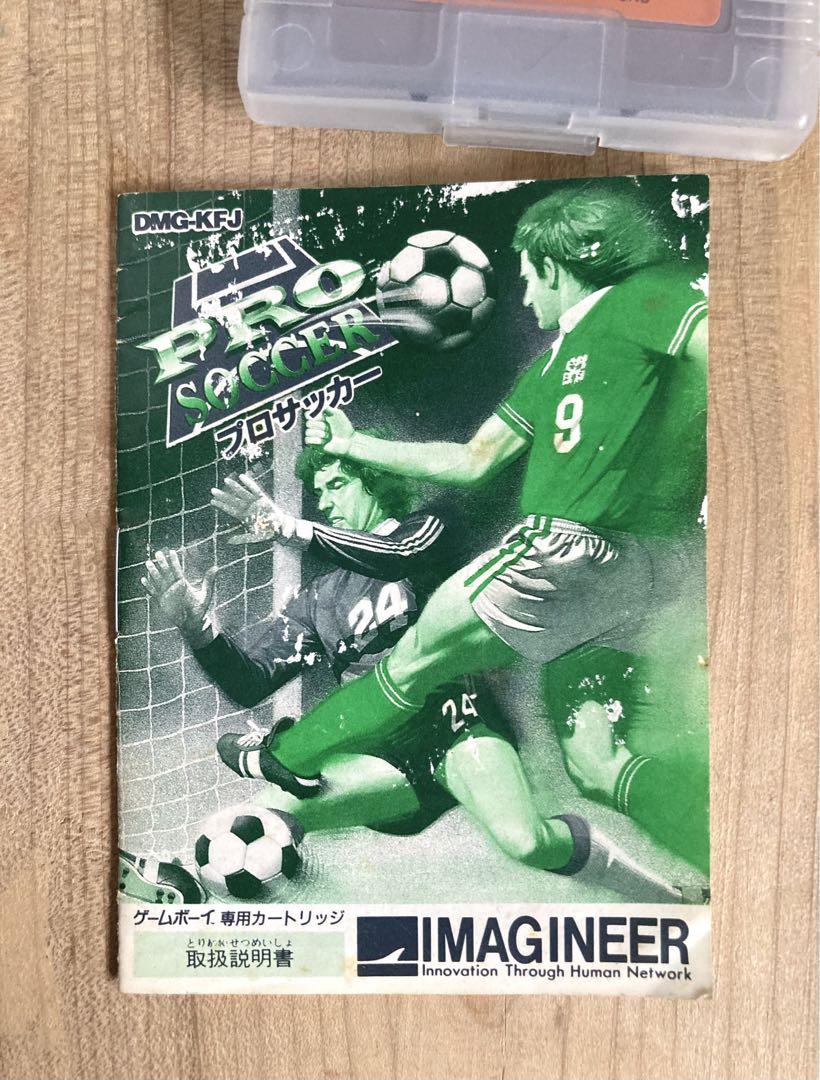 DMG-KFJ
PRO
SOCCER
プロサッカー
9
24
24
ゲームボーイ™専用カートリッジ
とりあつかいせつめいしょ
取扱説明書
IMAGINEER
Innovation Through Human Network